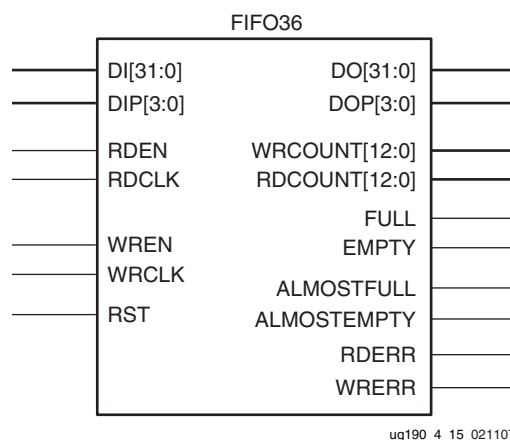 FIFO36
DI[31:0] DO[31:0]
DIP[3:0] DOP[3:0]
RDEN WRCOUNT[12:0]
RDCLK RDCOUNT[12:0]
FULL
WREN EMPTY
WRCLK
ALMOSTFULL
RST ALMOSTEMPTY
RDERR
WRERR
ug190_4_15_021107